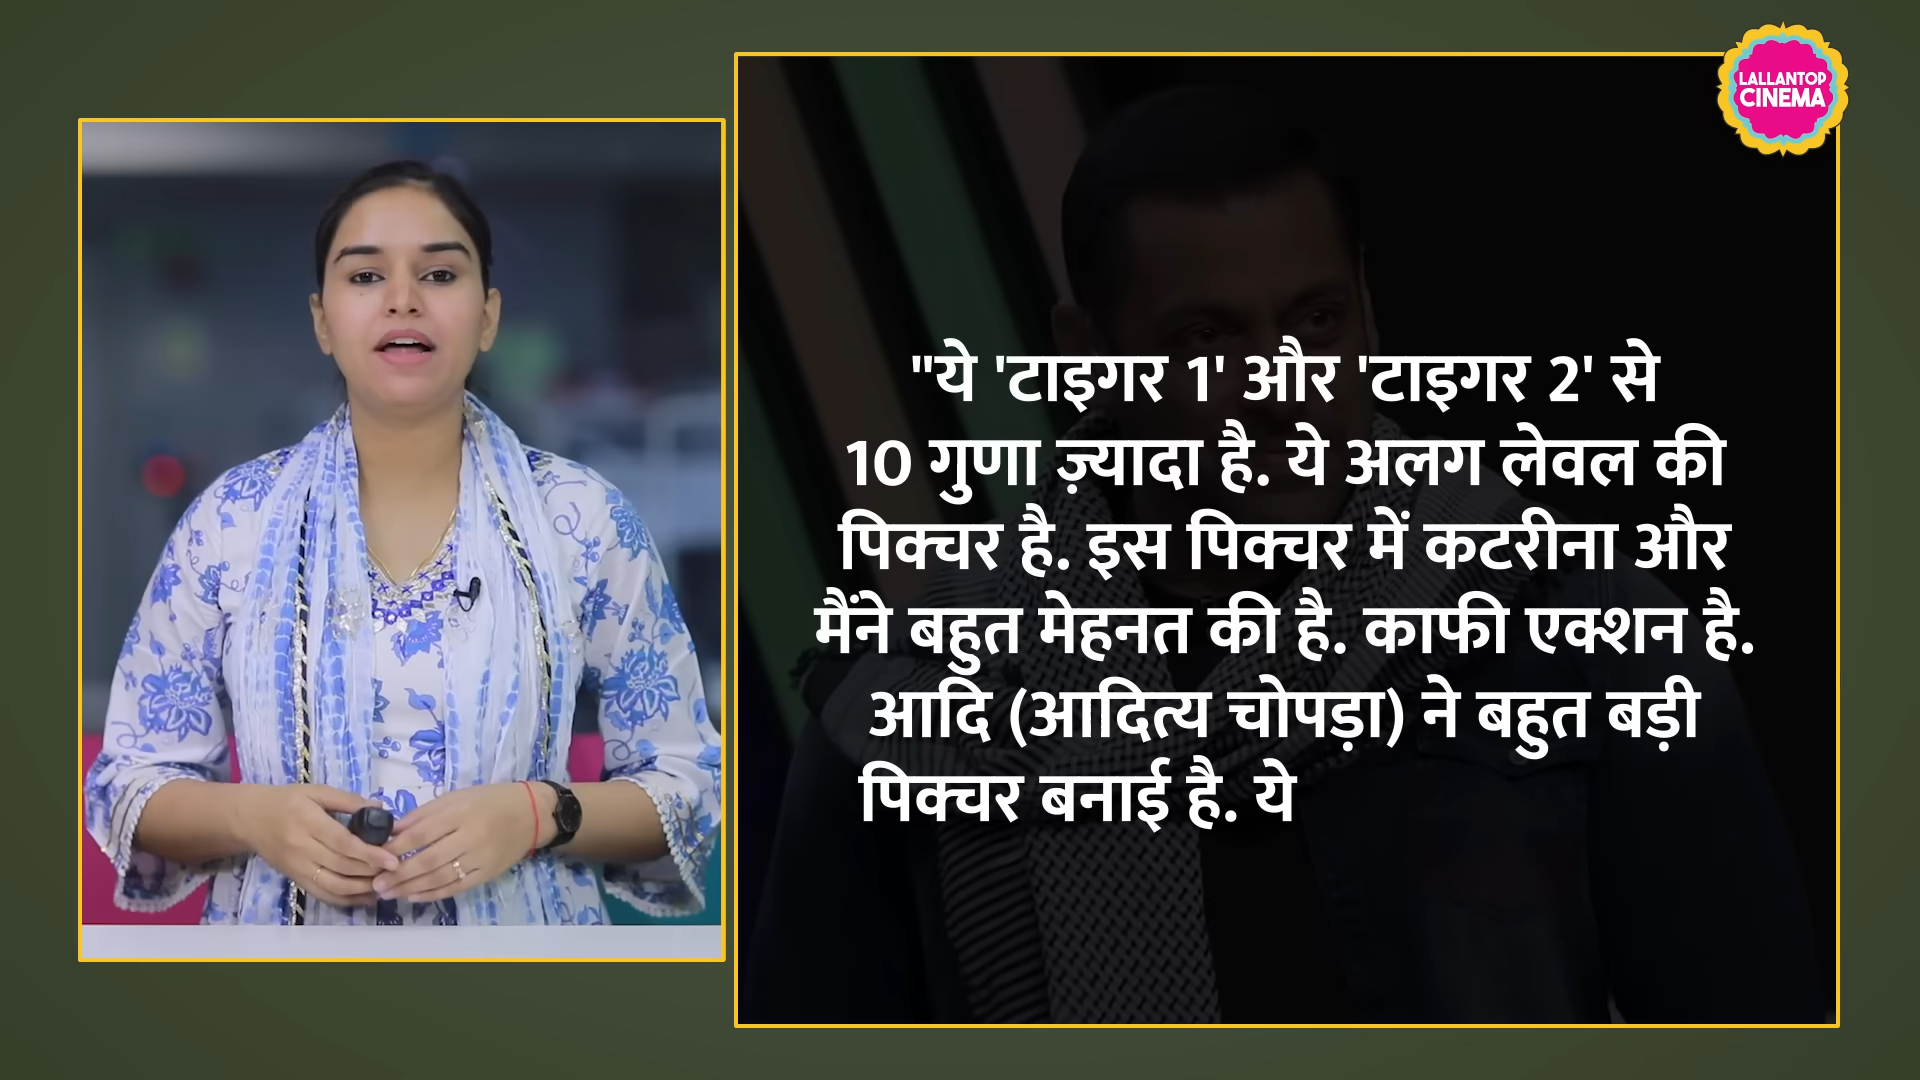 LALLANTOP
CINEMA
"ये 'टाइगर 1' और 'टाइगर 2' से
10 गुणा ज़्यादा है. ये अलग लेवल की
पिक्चर है. इस पिक्चर में कटरीना और
मैंने बहुत मेहनत की है. काफी एक्शन है.
आदि (आदित्य चोपड़ा) ने बहुत बड़ी
पिक्चर बनाई है. ये